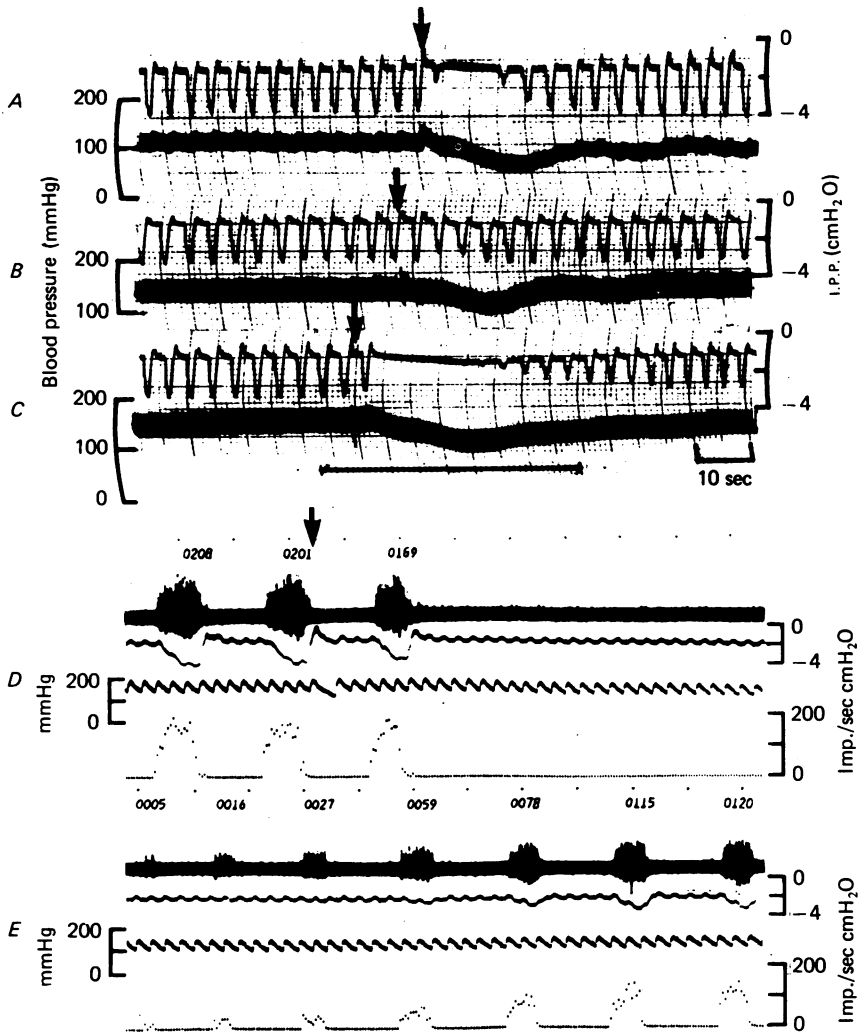 0
A
200
-4
100
0
Blood pressure (mmHg)
0
I.P.P. (cmH₂O)
B
200
-4
100
0
C
200
-4
100
10 sec
0
0208 0201 0169
0
-4
D
mmHg
200
0
Imp./sec cmH₂O
200
0
0005 0016 0027 0059 0078 0115 0120
0
-4
E
mmHg
200
0
Imp./sec cmH₂O
200
0